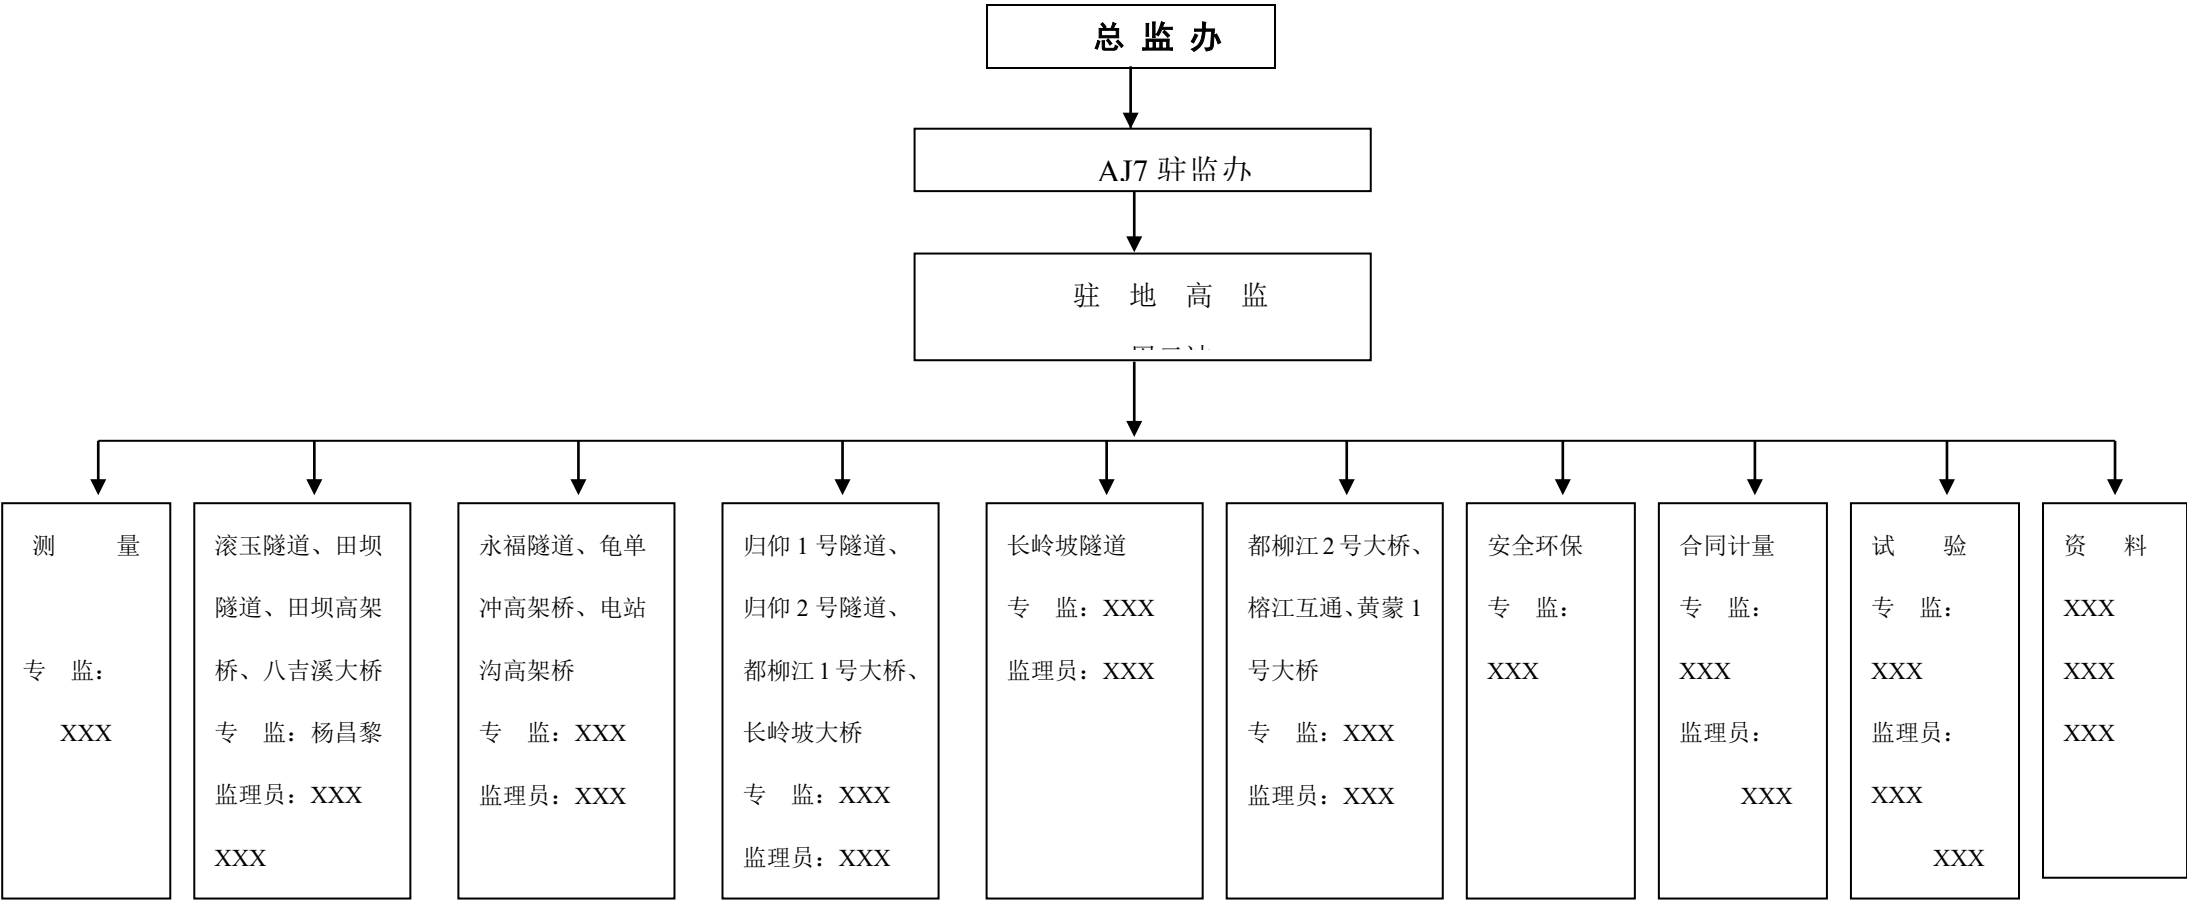 总 监 办
AJ7 驻监办
驻 地 高 监
测 量
专 监：
XXX
滚玉隧道、田坝
隧道、田坝高架
桥、八吉溪大桥
专 监：杨昌黎
监理员：XXX
XXX
永福隧道、龟单
冲高架桥、电站
沟高架桥
专 监：XXX
监理员：XXX
归仰 1 号隧道、
归仰 2 号隧道、
都柳江 1 号大桥、
长岭坡大桥
专 监：XXX
监理员：XXX
长岭坡隧道
专 监：XXX
监理员：XXX
都柳江 2 号大桥、
榕江互通、黄蒙 1
号大桥
专 监：XXX
监理员：XXX
安全环保
专 监：
XXX
合同计量
专 监：
XXX
监理员：
XXX
试 验
专 监：
XXX
监理员：
XXX
XXX
资 料
XXX
XXX
XXX